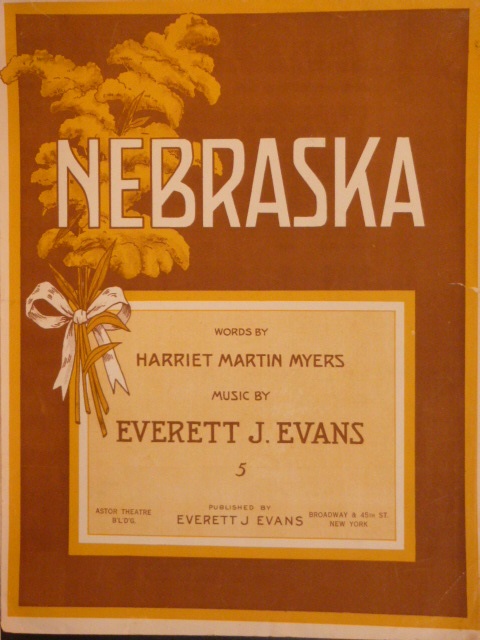 NEBRASKA
WORDS BY
HARRIET MARTIN MYERS
MUSIC BY
EVERETT J. EVANS
5
ASTOR THEATRE
B'L'D'G.
PUBLISHED BY
EVERETT J EVANS
BROADWAY & 45TH ST.
NEW YORK